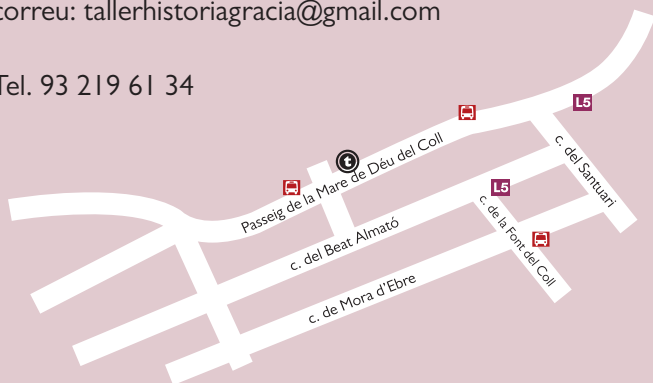 correu: tallerhistoriagracia@gmail.com
Tel. 93 219 61 34
L5
c. del Santuari
t
Passeig de la Mare de Déu del Coll
L5
c. del Beat Almató
c. de la Font del Coll
c. de Mora d'Ebre